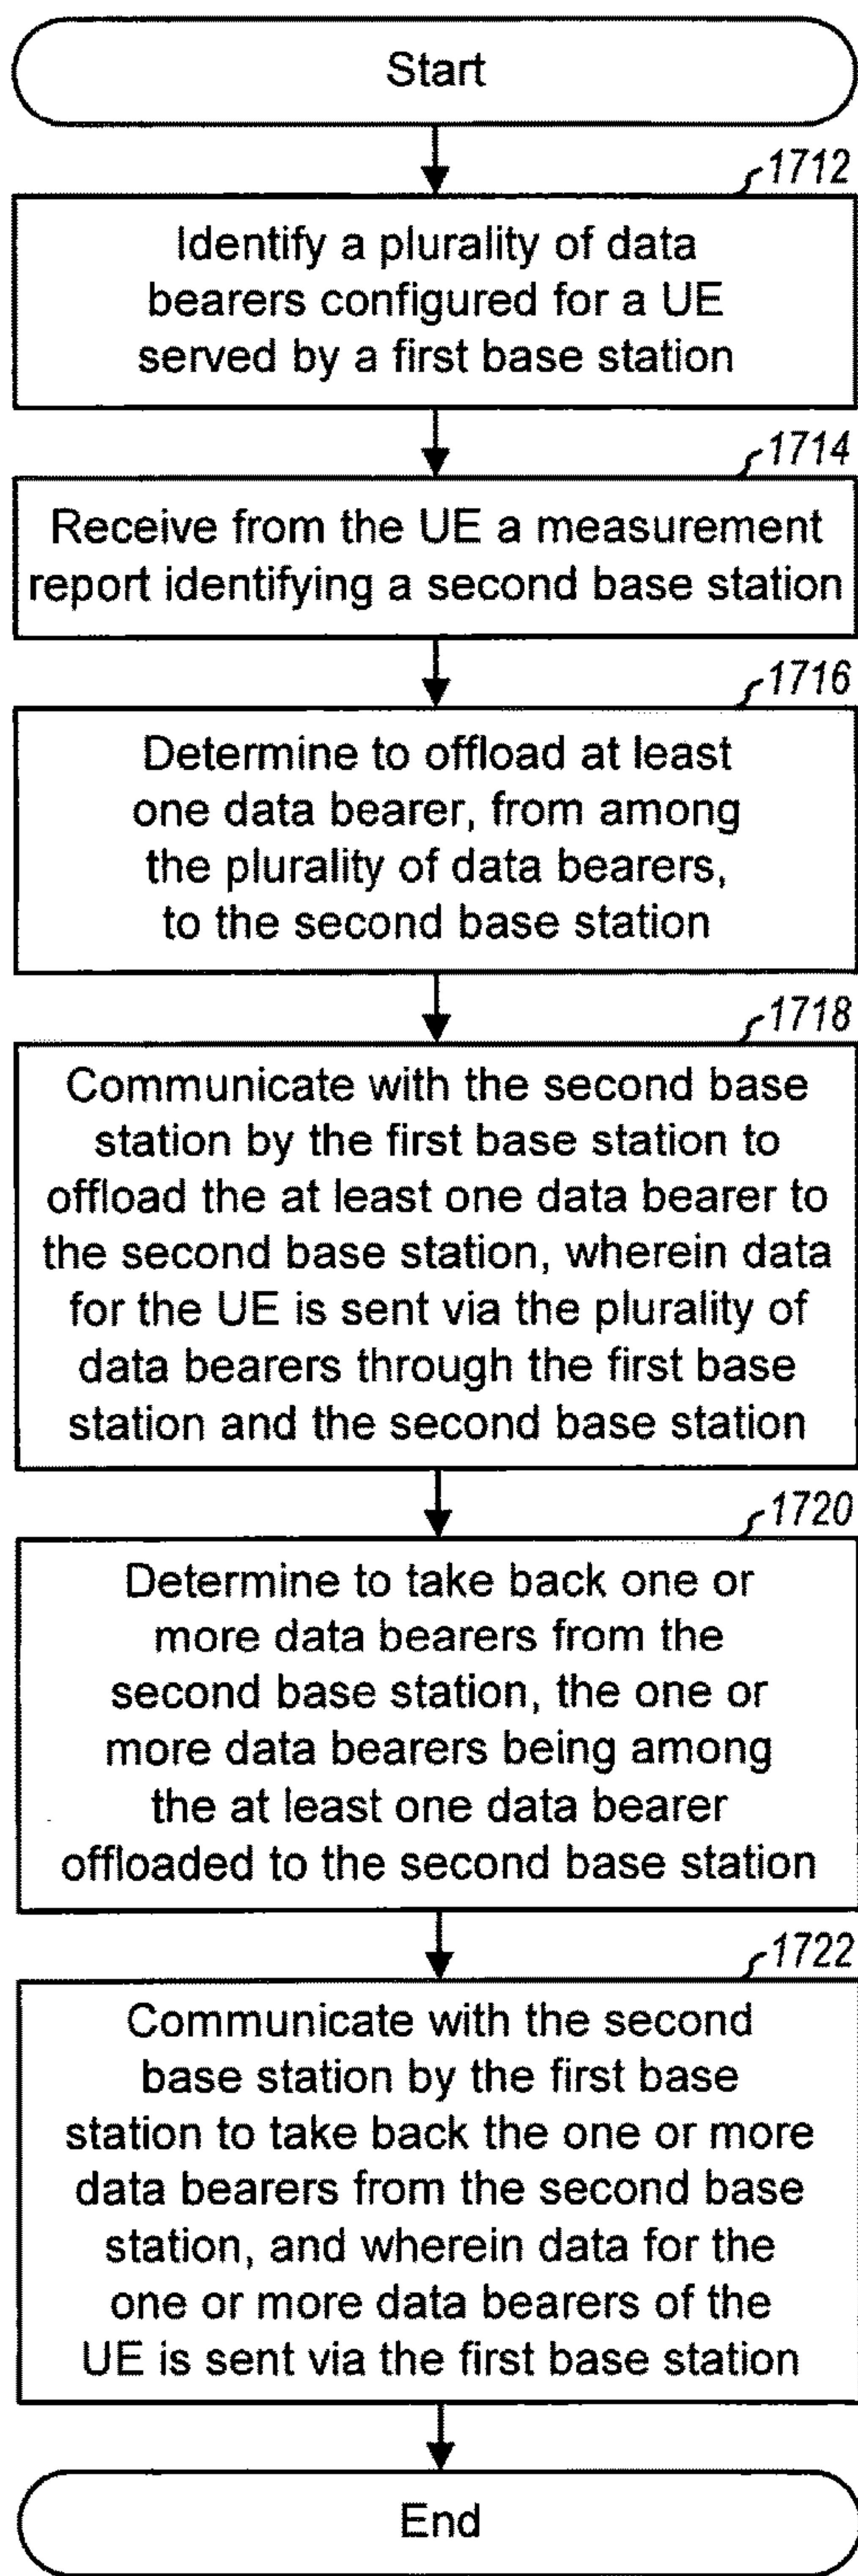 Start
1712
Identify a plurality of data
bearers configured for a UE
served by a first base station
1714
Receive from the UE a measurement
report identifying a second base station
1716
Determine to offload at least
one data bearer, from among
the plurality of data bearers,
to the second base station
1718
Communicate with the second base
station by the first base station to
offload the at least one data bearer to
the second base station, wherein data
for the UE is sent via the plurality of
data bearers through the first base
station and the second base station
1720
Determine to take back one or
more data bearers from the
second base station, the one or
more data bearers being among
the at least one data bearer
offloaded to the second base station
1722
Communicate with the second
base station by the first base
station to take back the one or more
data bearers from the second base
station, and wherein data for the
one or more data bearers of the
UE is sent via the first base station
End